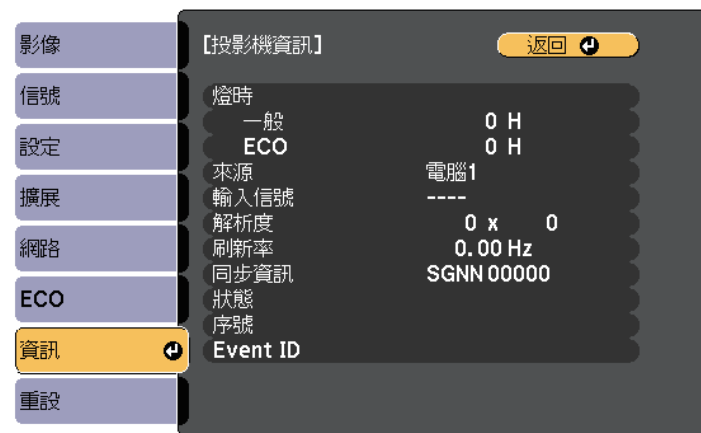 影像
信號
設定
擴展
網路
ECO
資訊
重設
[投影機資訊]
返回
燈時
一般 0 H
ECO 0 H
來源 電腦1
輸入信號 ----
解析度 0 x 0
刷新率 0.00 Hz
同步資訊 SGNN 00000
狀態
序號
Event ID